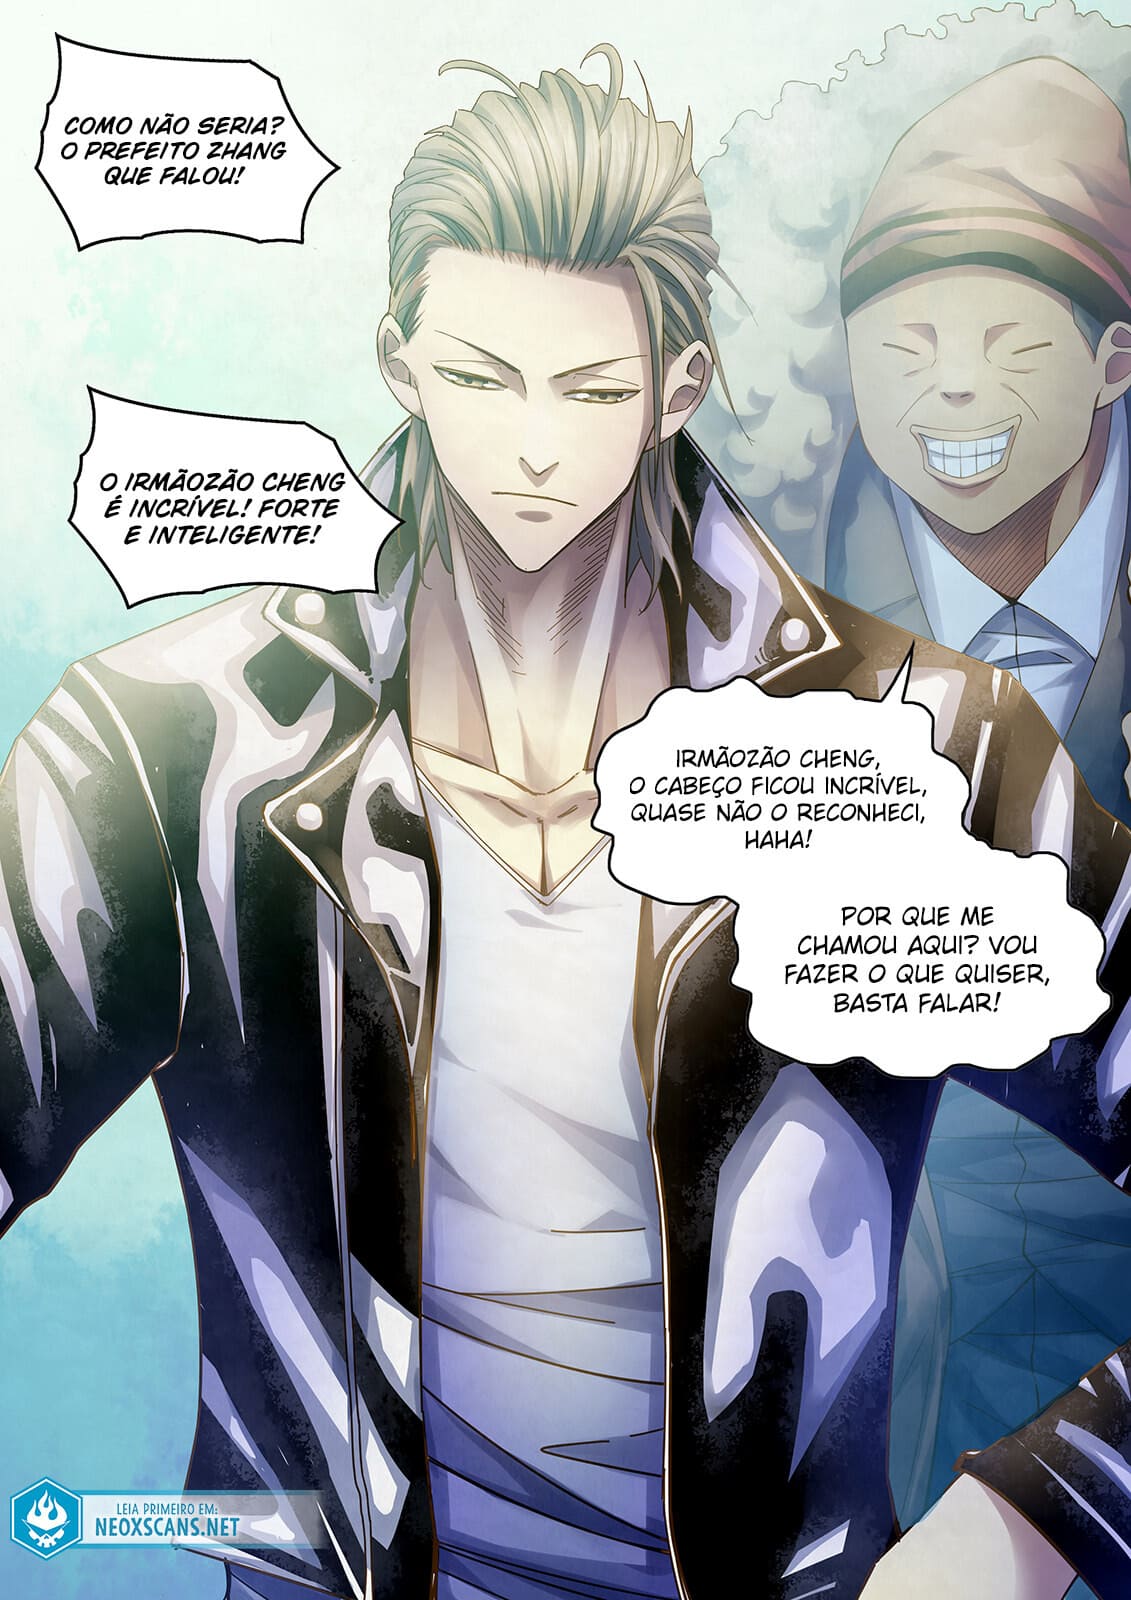 COMO NÃO SERIA?
O PREFEITO ZHANG
QUE FALOU!
O IRMÃOZÃO CHENG
É INCRÍVEL! FORTE
E INTELIGENTE!
IRMÃOZÃO CHENG,
O CABEÇO FICOU INCRÍVEL,
QUASE NÃO O RECONHECI,
HAHA!
POR QUE ME
CHAMOU AQUI? VOU
FAZER O QUE QUISER,
BASTA FALAR!
LEIA PRIMEIRO EM:
NEOXSCANS.NET